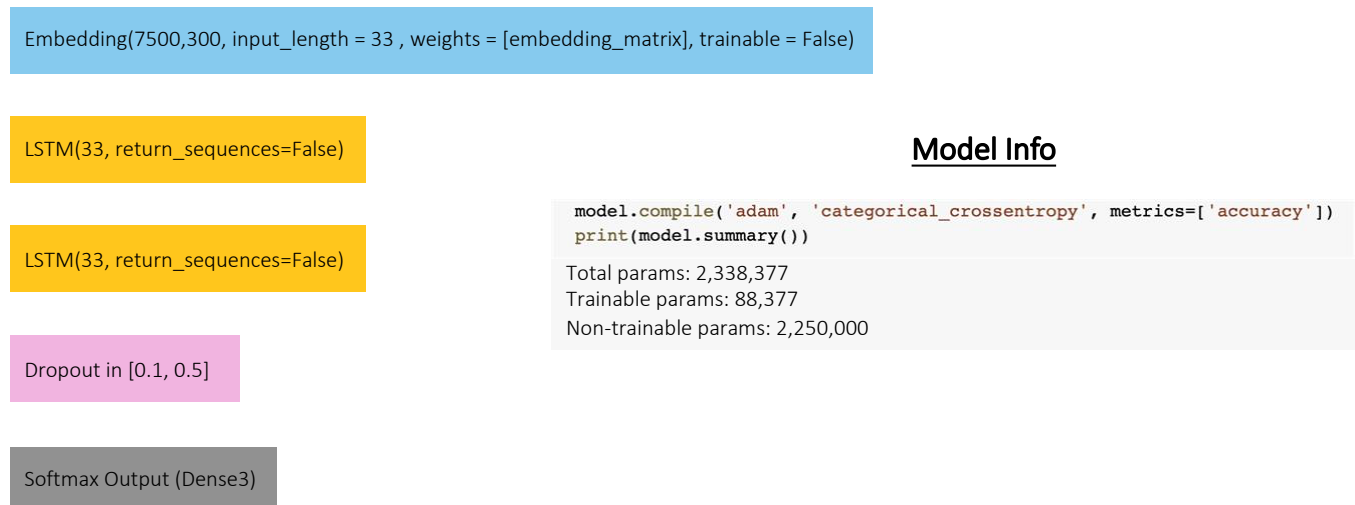 Embedding(7500,300, input_length = 33 , weights = [embedding_matrix], trainable = False)
LSTM(33, return_sequences=False)
LSTM(33, return_sequences=False)
Dropout in [0.1, 0.5]
Softmax Output (Dense3)
Model Info
model.compile('adam', 'categorical_crossentropy', metrics=['accuracy'])
print(model.summary())
Total params: 2,338,377
Trainable params: 88,377
Non-trainable params: 2,250,000